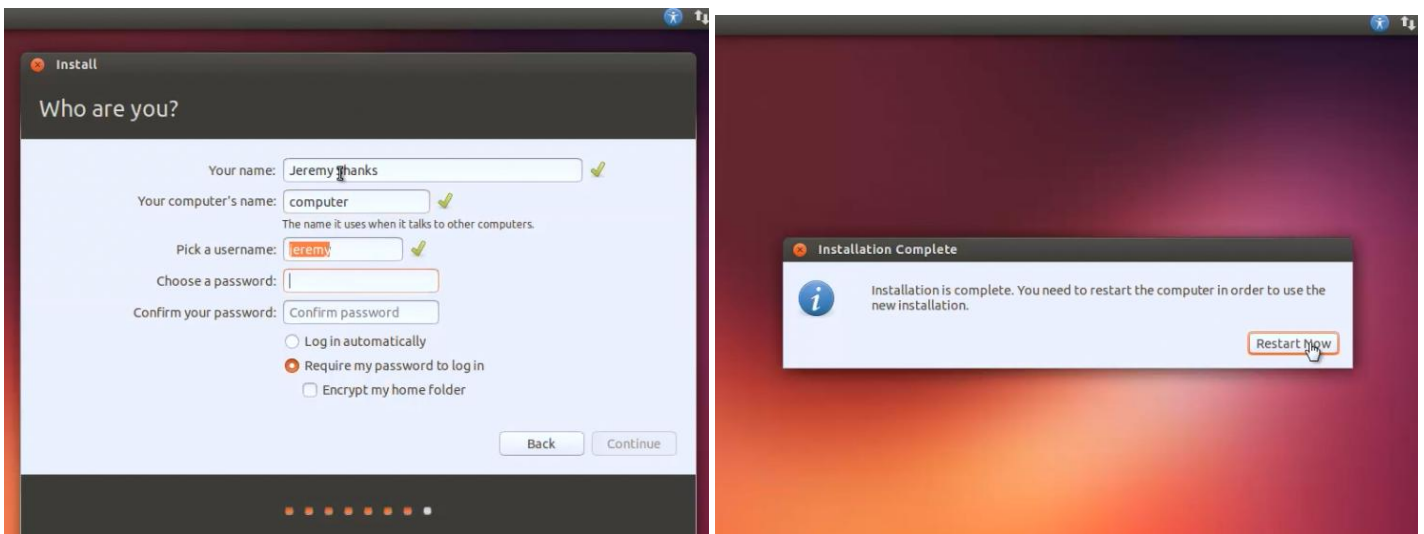 Install
Who are you?
Your name: Jeremy Shanks
Your computer's name: computer
The name it uses when it talks to other computers.
Pick a username: jeremy
Choose a password:
Confirm your password: Confirm password
Log in automatically
Require my password to log in
Encrypt my home folder
Back Continue
Installation Complete
Installation is complete. You need to restart the computer in order to use the
new installation.
Restart Now